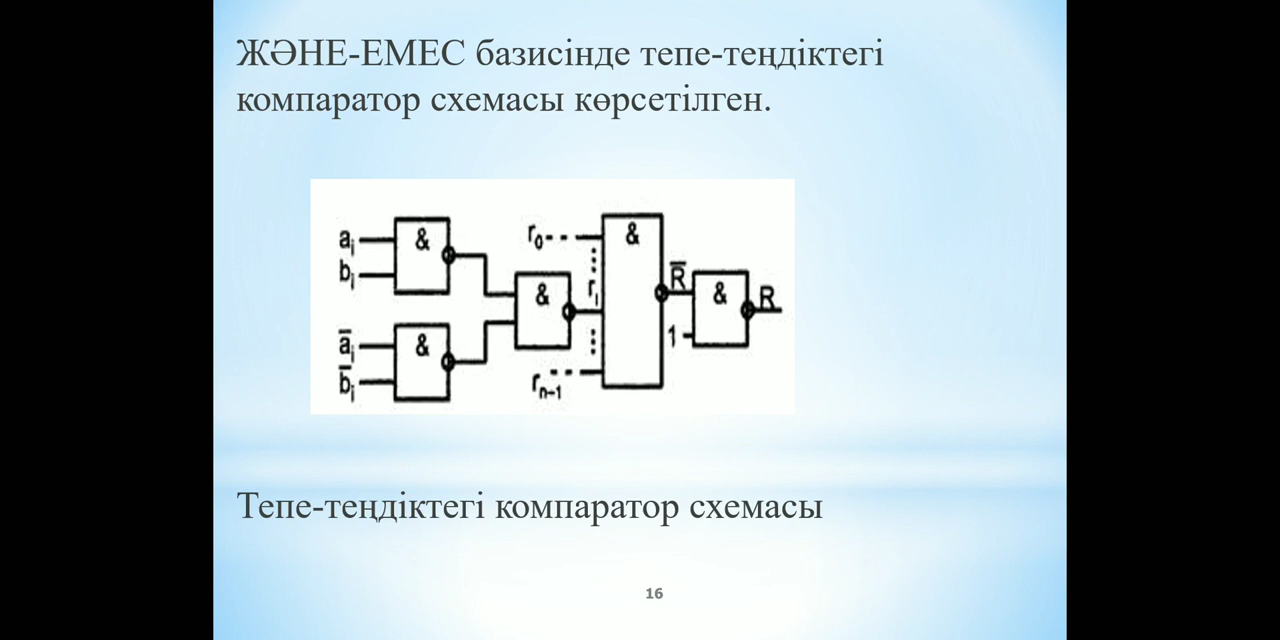 ЖӘНЕ-ЕМЕС базисінде тепе-теңдіктегі
компаратор схемасы көрсетілген.
aᵢ
bᵢ
&
a̅ᵢ
b̅ᵢ
&
&
r₀
rᵢ
rₙ₋₁
&
R̅
1
&
R
Тепе-теңдіктегі компаратор схемасы
16